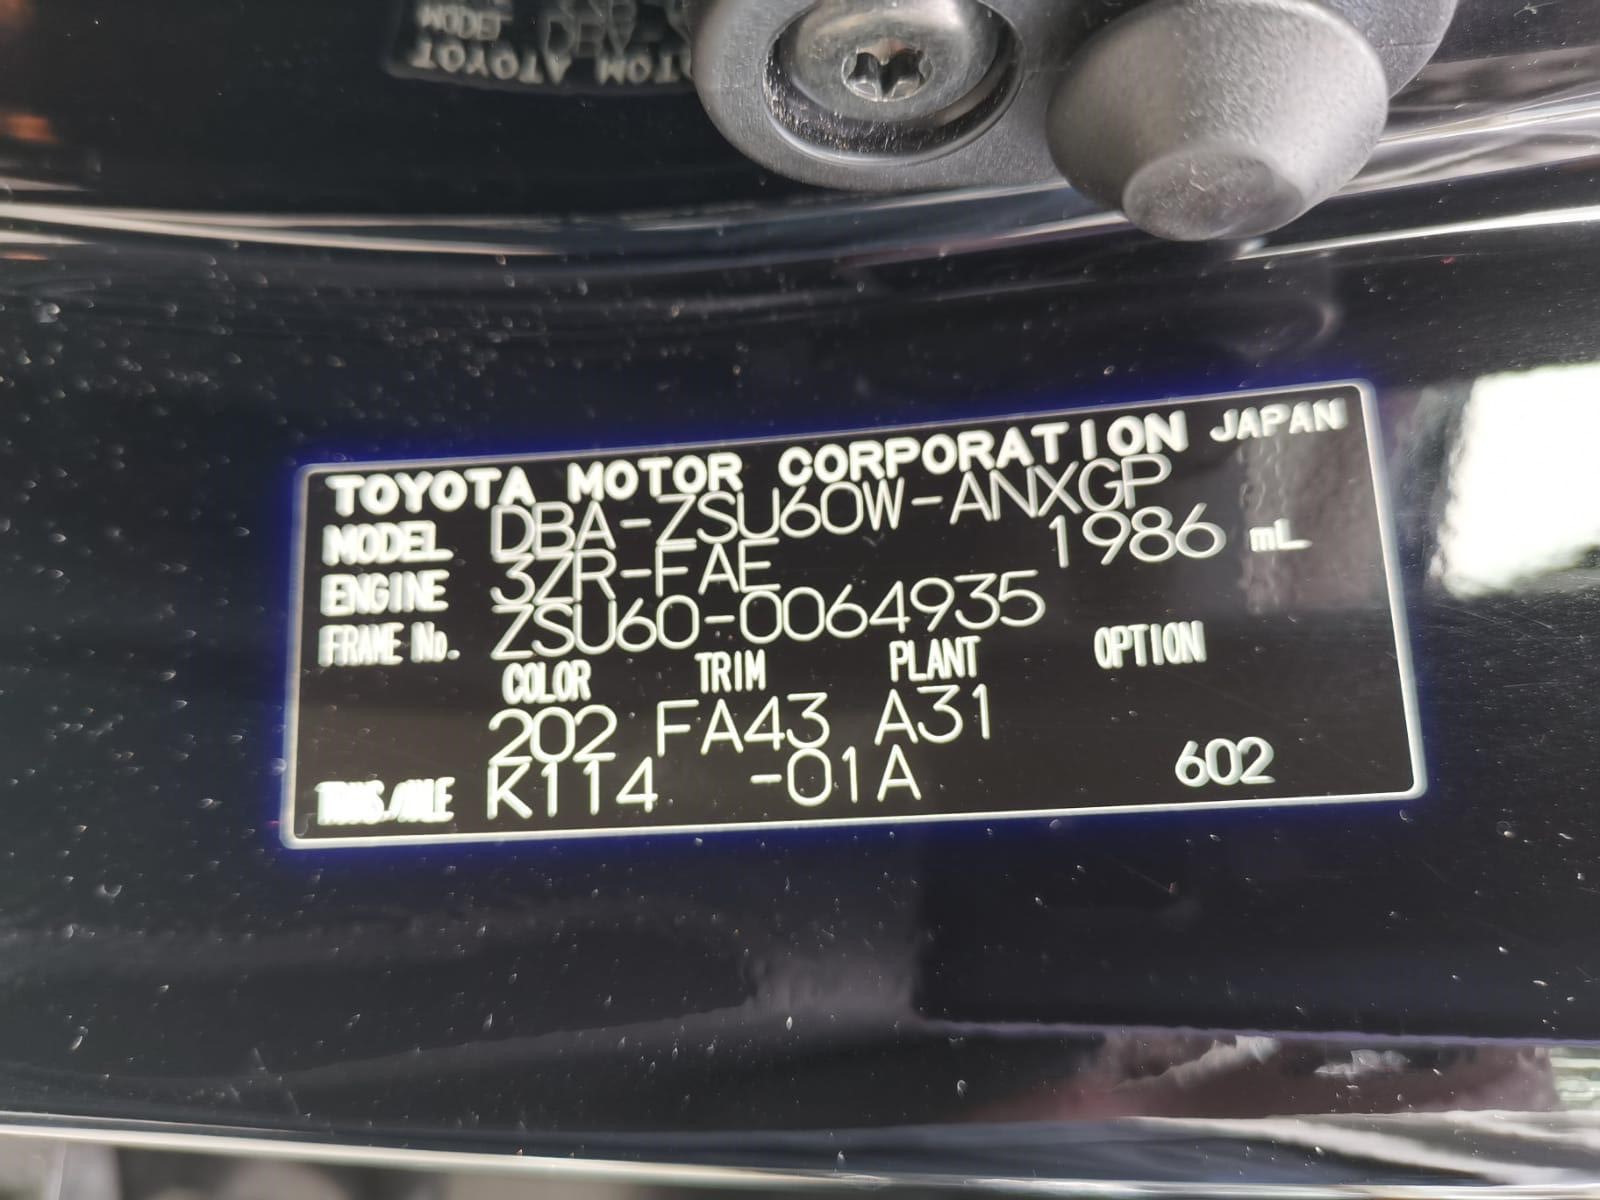 TOYOTA MOTOR CORPORATION JAPAN
MODEL DBA-ZSU60W-ANXGP
ENGINE 3ZR-FAE 1986 mL
FRAME No. ZSU60-0064935
COLOR TRIM PLANT OPTION
202 FA43 A31
TRANS/AXLE K114 -01A 602